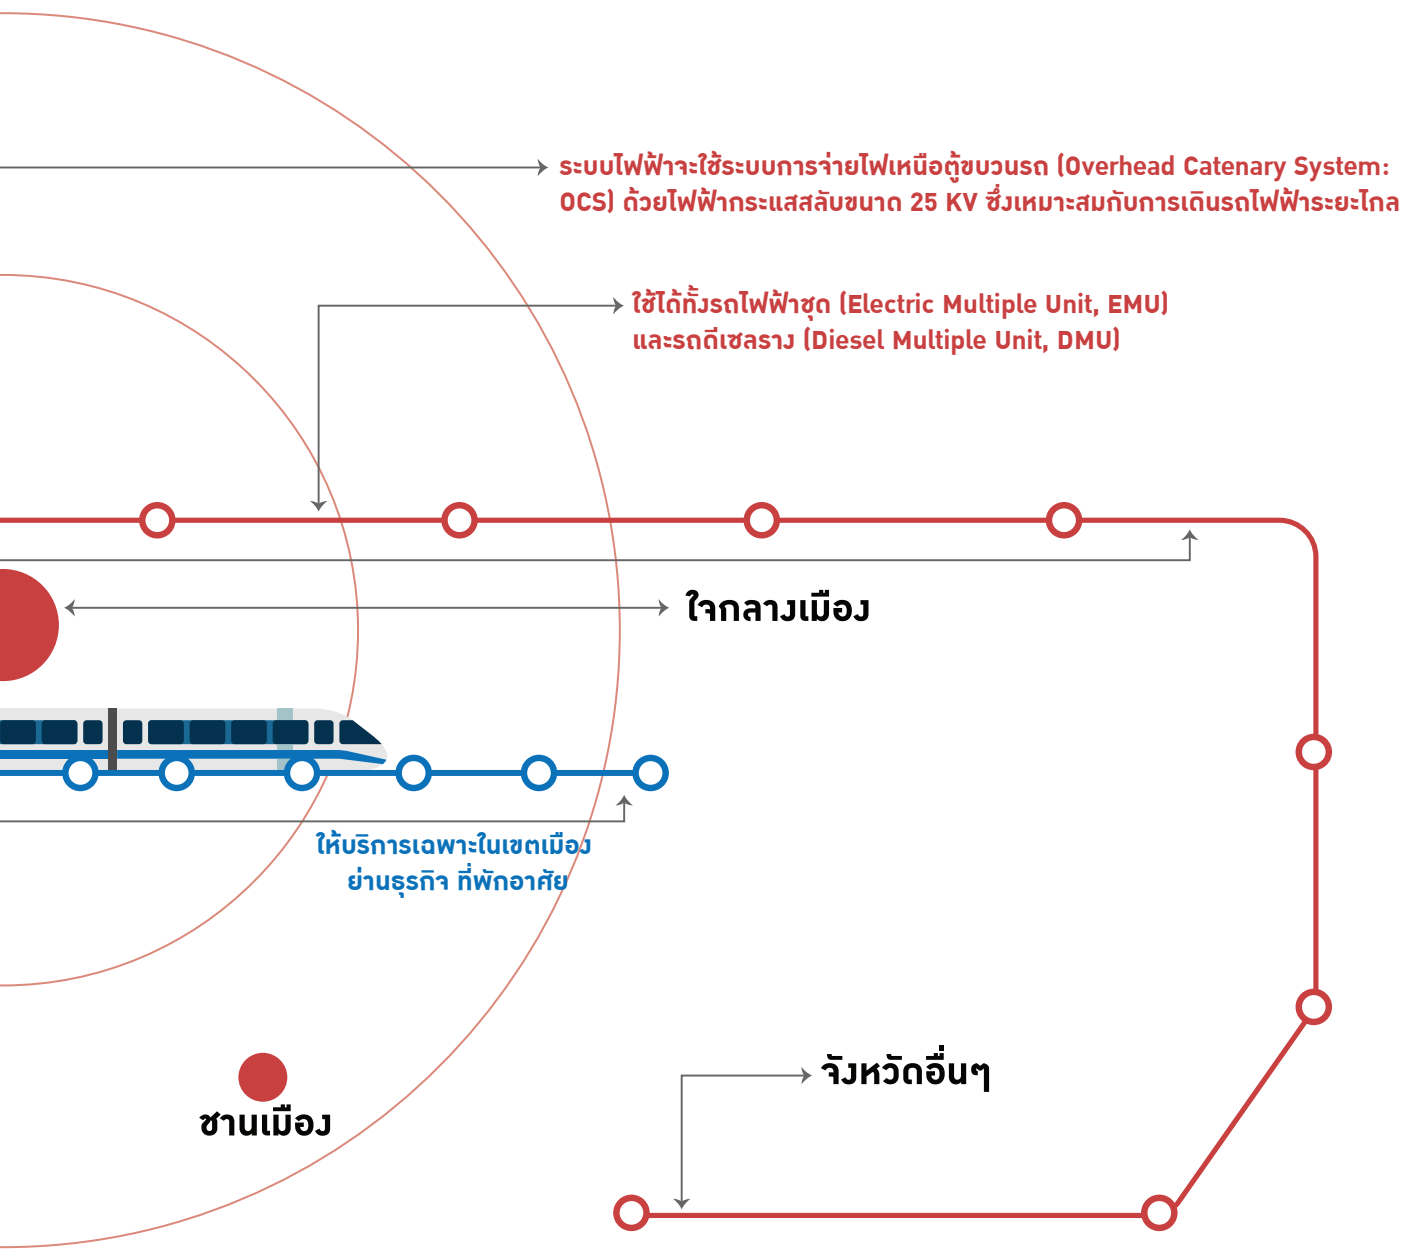 ระบบไฟฟ้าจะใช้ระบบการจ่ายไฟเหนือตู้ขบวนรถ (Overhead Catenary System:
OCS) ด้วยไฟฟ้ากระแสสลับขนาด 25 KV ซึ่งเหมาะสมกับการเดินรถไฟฟ้าระยะไกล
ใช้ได้ทั้งรถไฟฟ้าชุด (Electric Multiple Unit, EMU)
และรถดีเซลราง (Diesel Multiple Unit, DMU)
ใจกลางเมือง
ให้บริการเฉพาะในเขตเมือง
ย่านธุรกิจ ที่พักอาศัย
จังหวัดอื่นๆ
ชานเมือง